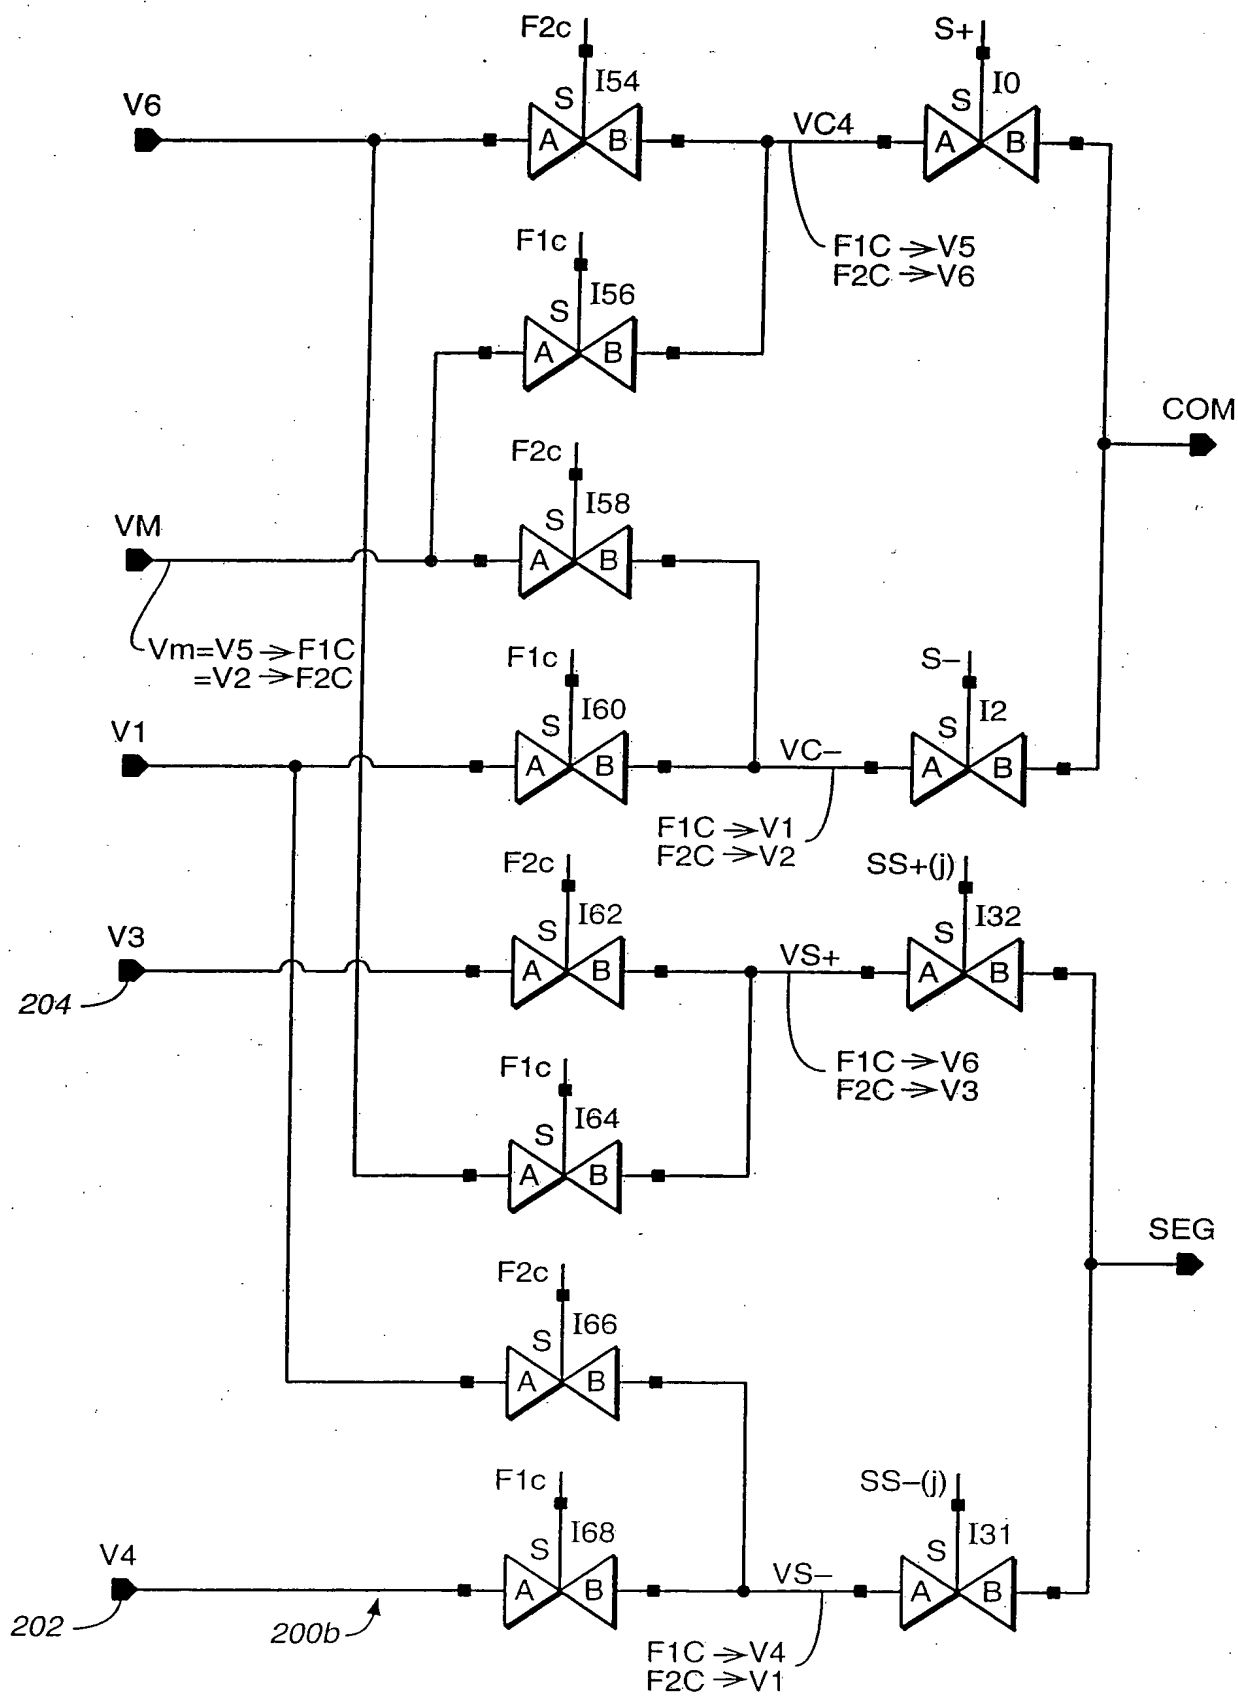 F2c
S+
S I54
S I0
V6
A B
VC4
A B
F1c
F1C → V5
F2C → V6
S I56
A B
COM
F2c
S I58
VM
A B
Vm=V5 → F1C
=V2 → F2C
F1c
S−
S I60
S I2
V1
A B
VC−
A B
F1C → V1
F2C → V2
F2c
SS+(j)
S I62
S I32
V3
A B
VS+
A B
204
F1c
F1C → V6
F2C → V3
S I64
A B
SEG
F2c
S I66
A B
F1c
SS−(j)
S I68
S I31
V4
A B
VS−
A B
202
200b
F1C → V4
F2C → V1